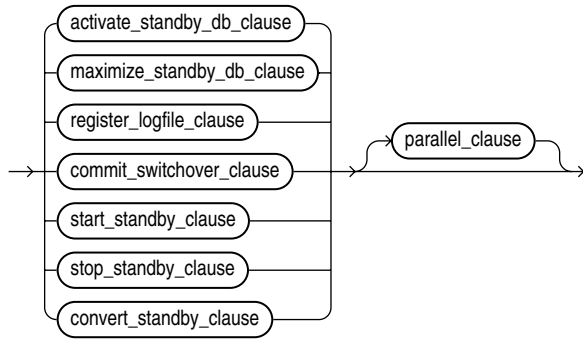 activate_standby_db_clause
maximize_standby_db_clause
register_logfile_clause
parallel_clause
commit_switchover_clause
start_standby_clause
stop_standby_clause
convert_standby_clause